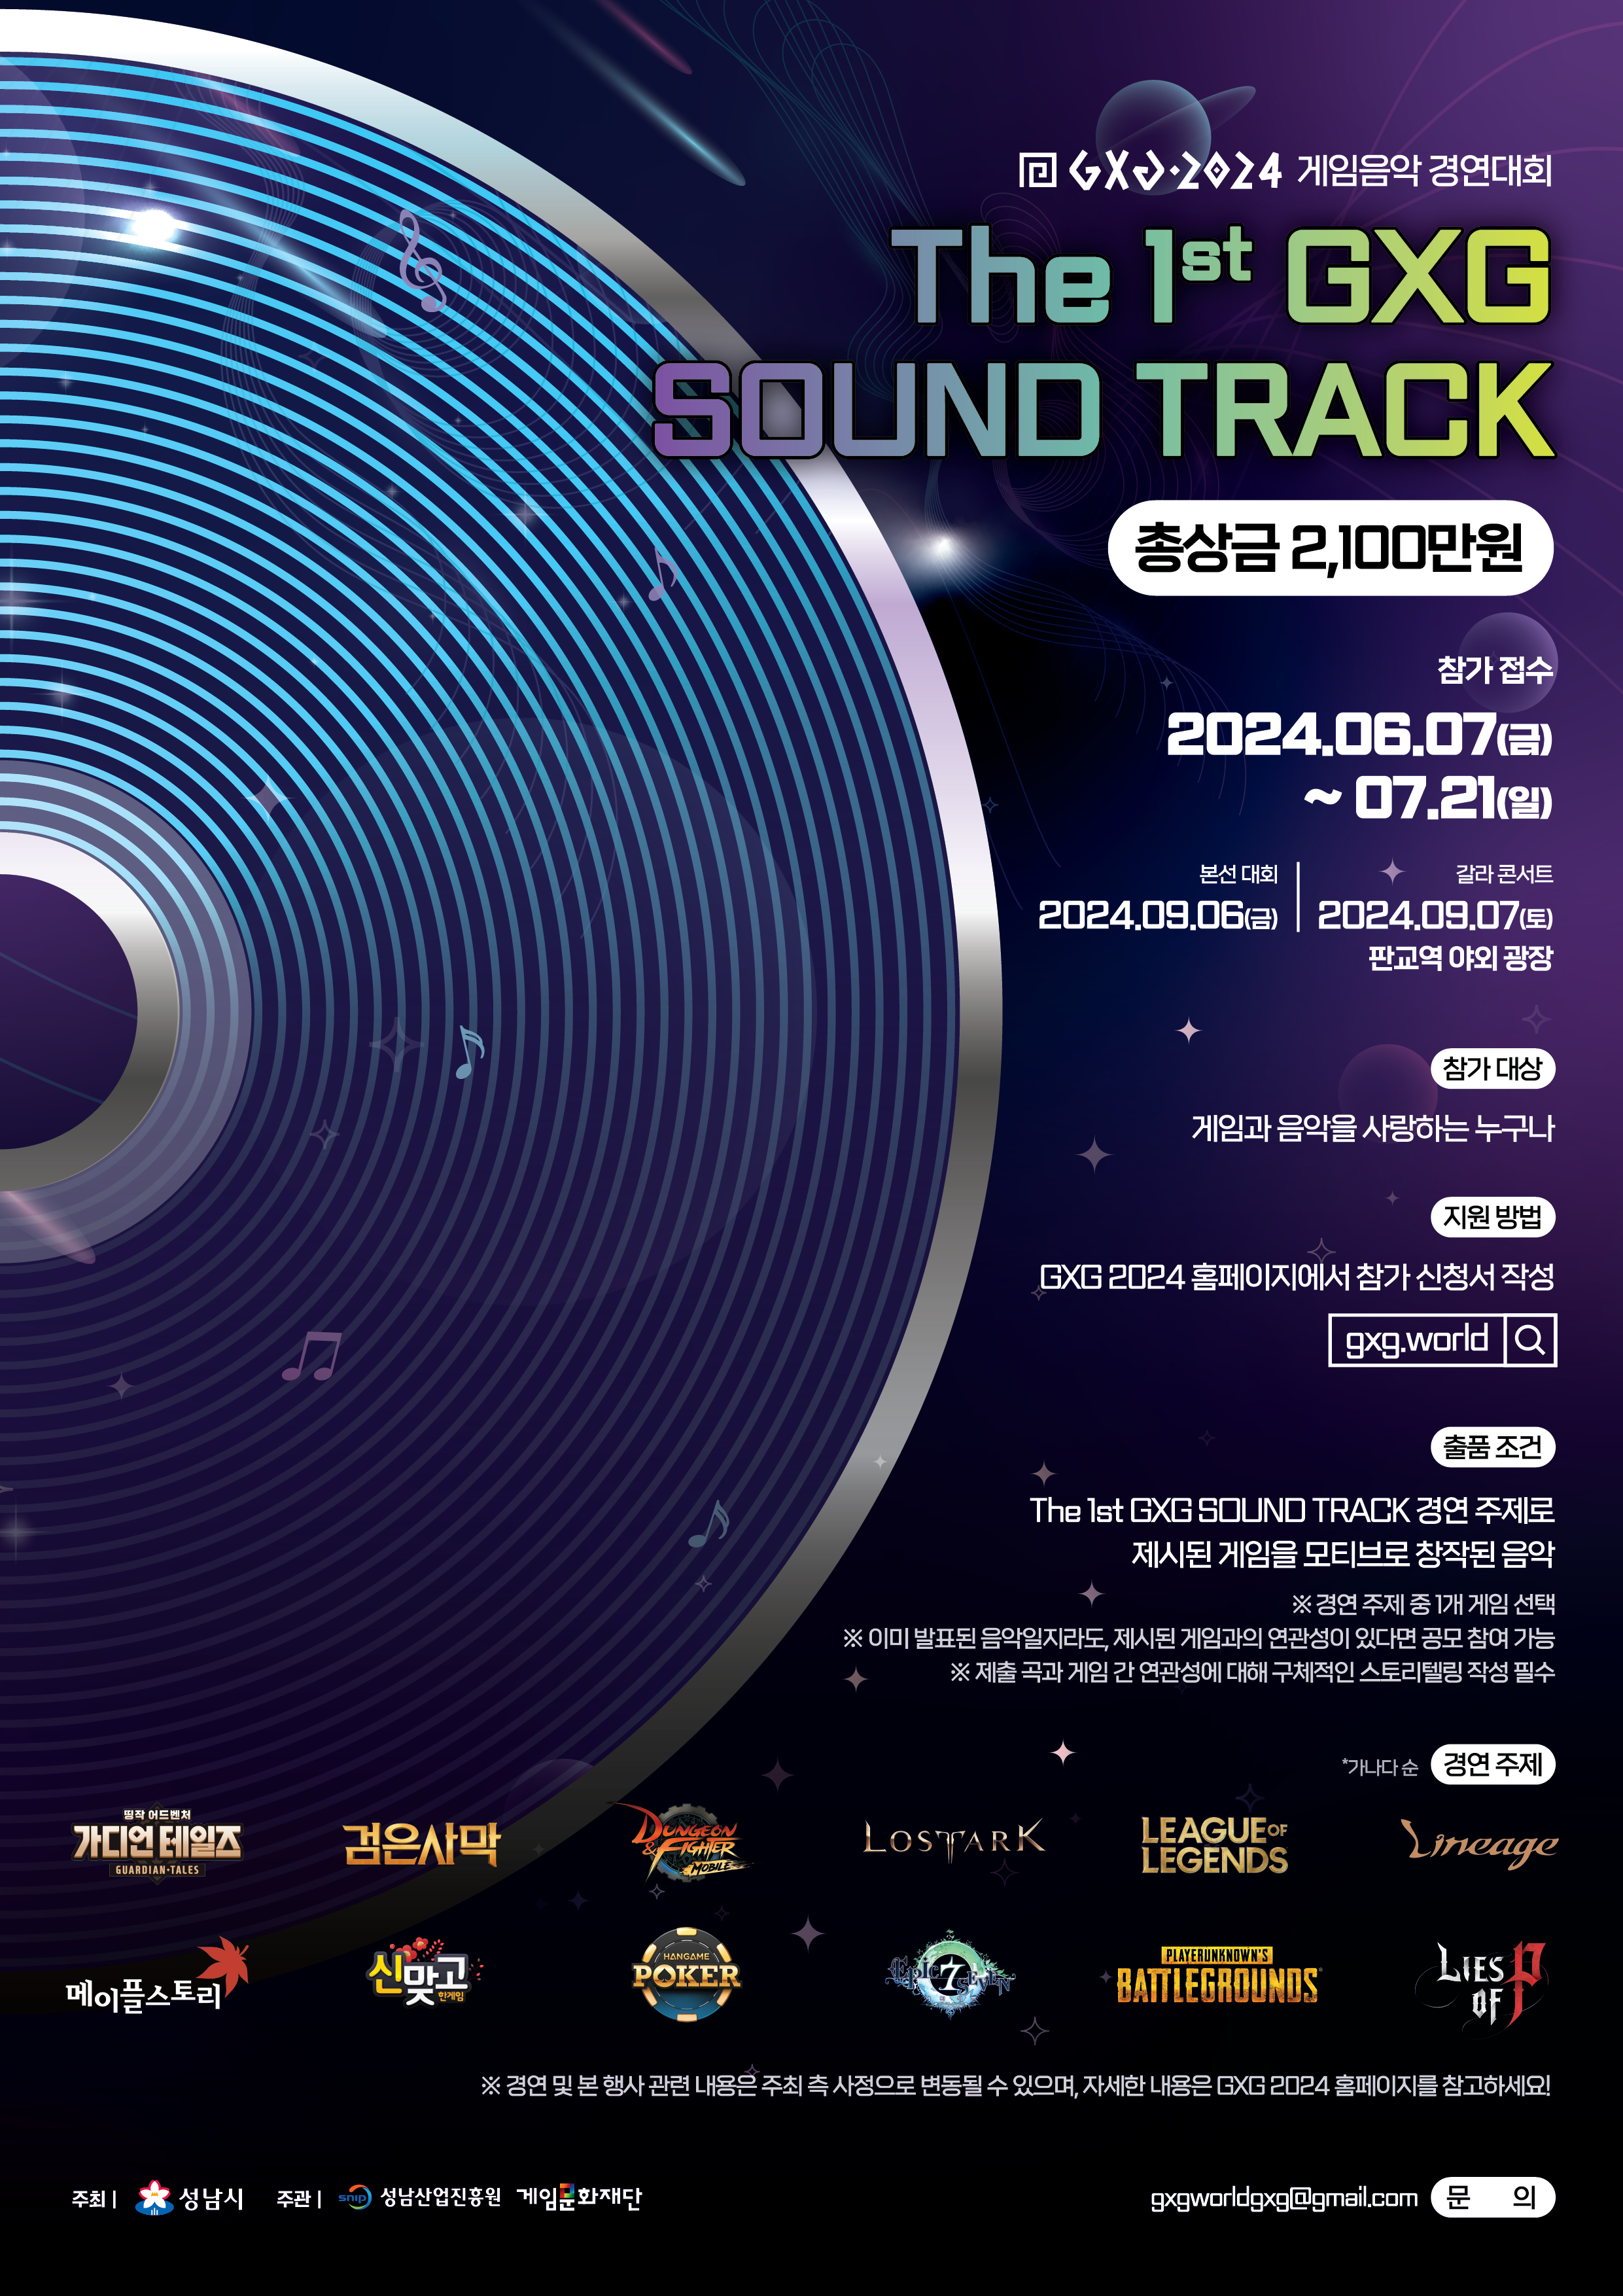 GXG·2024 게임음악 경연대회
The 1st GXG
SOUND TRACK
총상금 2,100만원
참가 접수
2024.06.07(금)
~ 07.21(일)
본선 대회
2024.09.06(금)
갈라 콘서트
2024.09.07(토)
판교역 야외 광장
참가 대상
게임과 음악을 사랑하는 누구나
지원 방법
GXG 2024 홈페이지에서 참가 신청서 작성
gxg.world
출품 조건
The 1st GXG SOUND TRACK 경연 주제로
제시된 게임을 모티브로 창작된 음악
※ 경연 주제 중 1개 게임 선택
※ 이미 발표된 음악일지라도, 제시된 게임과의 연관성이 있다면 공모 참여 가능
※ 제출 곡과 게임 간 연관성에 대해 구체적인 스토리텔링 작성 필수
*가나다 순 경연 주제
띵작 어드벤처
가디언 테일즈
GUARDIAN·TALES
검은사막
DUNGEON
& FIGHTER
MOBILE
LOSTARK
LEAGUE OF
LEGENDS
Lineage
메이플스토리
신맞고
한게임
HANGAME
POKER
EPIC 7 SEVEN
PLAYERUNKNOWN'S
BATTLEGROUNDS
LIES
OF P
※ 경연 및 본 행사 관련 내용은 주최 측 사정으로 변동될 수 있으며, 자세한 내용은 GXG 2024 홈페이지를 참고하세요!
주최 | 성남시 주관 | snip 성남산업진흥원 게임문화재단
gxgworldgxg@gmail.com 문 의